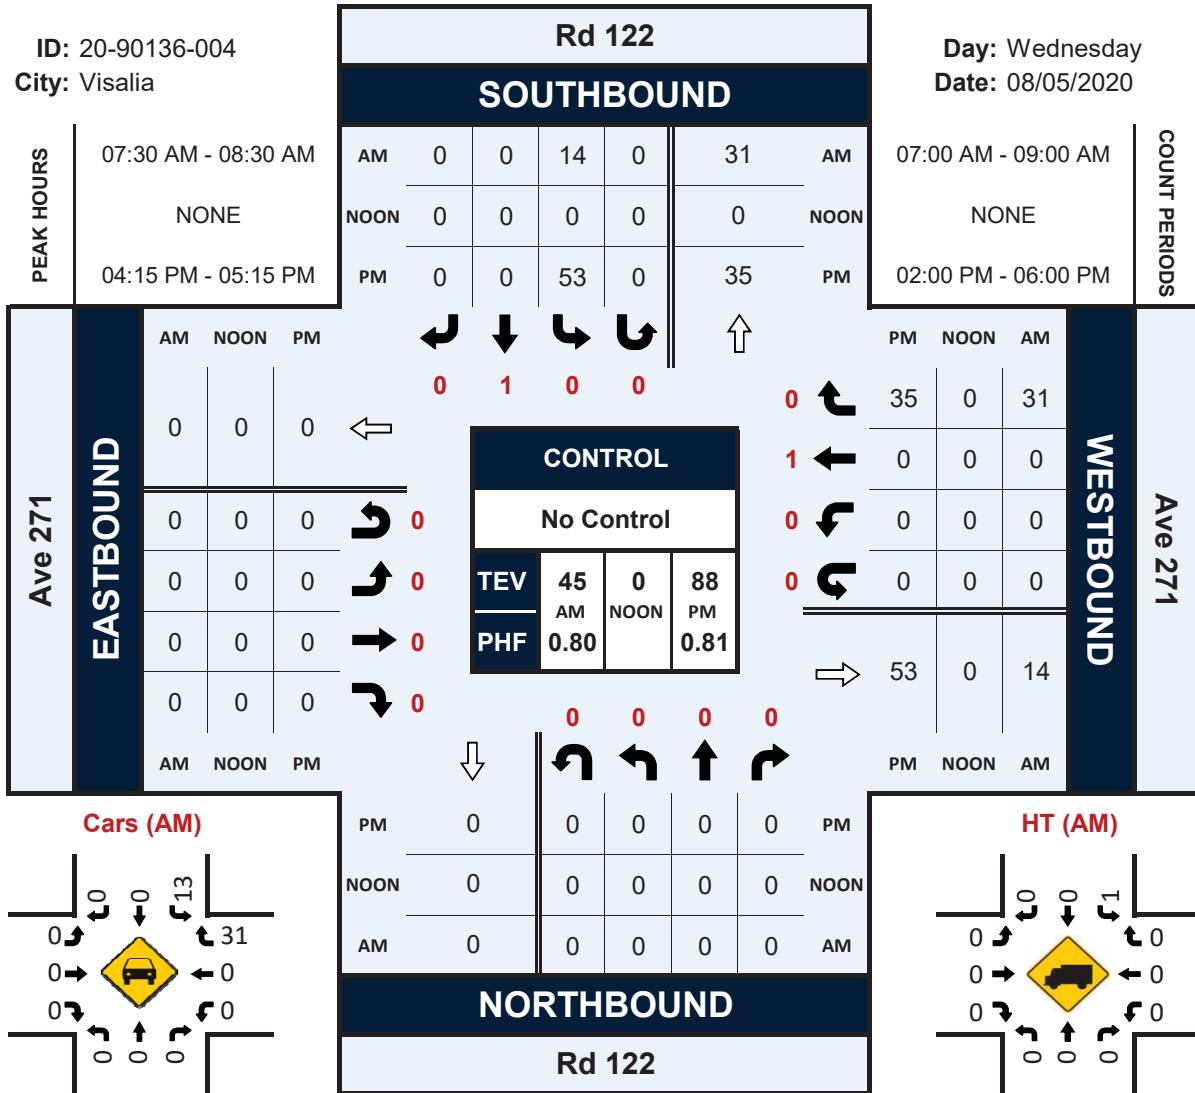 Rd 122
ID: 20-90136-004
City: Visalia
Day: Wednesday
Date: 08/05/2020
SOUTHBOUND
PEAK HOURS
07:30 AM - 08:30 AM
NONE
04:15 PM - 05:15 PM
AM 0 0 14 0 31 AM
NOON 0 0 0 0 0 NOON
PM 0 0 53 0 35 PM
07:00 AM - 09:00 AM
NONE
02:00 PM - 06:00 PM
COUNT PERIODS
0 1 0 0
Ave 271
EASTBOUND
AM NOON PM
0 0 0
0 0 0 0
0 0 0 0
0 0 0 0
0 0 0 0
AM NOON PM
CONTROL
No Control
TEV 45 0 88
AM NOON PM
PHF 0.80 0.81
PM NOON AM
0 35 0 31
1 0 0 0
0 0 0 0
0 0 0 0
53 0 14
PM NOON AM
WESTBOUND
Ave 271
0 0 0 0
PM 0 0 0 0 0 PM
NOON 0 0 0 0 0 NOON
AM 0 0 0 0 0 AM
NORTHBOUND
Rd 122
Cars (AM)
0 0 13
0 31
0 0
0 0
0 0 0
HT (AM)
0 0 1
0 0
0 0
0 0
0 0 0